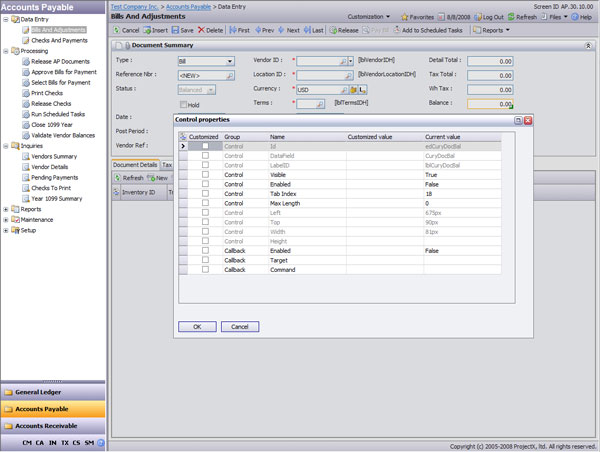 Accounts Payable
Data Entry
Bills And Adjustments
Checks And Payments
Processing
Release AP Documents
Approve Bills for Payment
Select Bills for Payment
Print Checks
Release Checks
Run Scheduled Tasks
Close 1099 Year
Validate Vendor Balances
Inquiries
Vendors Summary
Vendor Details
Pending Payments
Checks To Print
Year 1099 Summary
Reports
Maintenance
Setup
General Ledger
Accounts Payable
Accounts Receivable
CM CA IN TX CS SM
Test Company Inc. > Accounts Payable > Data Entry
Screen ID AP.30.10.00
Bills And Adjustments
Customization Favorites 8/8/2008 Log Out Refresh Files Help
Cancel Insert Save Delete First Prev Next Last Release Pay Bill Add to Scheduled Tasks Reports
Document Summary
Type : Bill Vendor ID : * [lblVendorIDH] Detail Total : 0.00
Reference Nbr : <NEW> Location ID : * [lblVendorLocationIDH] Tax Total : 0.00
Status : Balanced Currency : * USD Wh Tax : 0.00
Hold Terms : * [lblTermsIDH] Balance : 0.00
Date :
Post Period :
Vendor Ref :
Document Details Tax
Refresh New
Inventory ID
Control properties
Customized Group Name Customized value Current value
Control Id edCuryDocBal
Control DataField CuryDocBal
Control LabelID lblCuryDocBal
Control Visible True
Control Enabled False
Control Tab Index 18
Control Max Length 0
Control Left 675px
Control Top 90px
Control Width 81px
Control Height
Callback Enabled False
Callback Target
Callback Command
OK Cancel
Copyright (c) 2005-2008 ProjectX, ltd. All rights reserved.